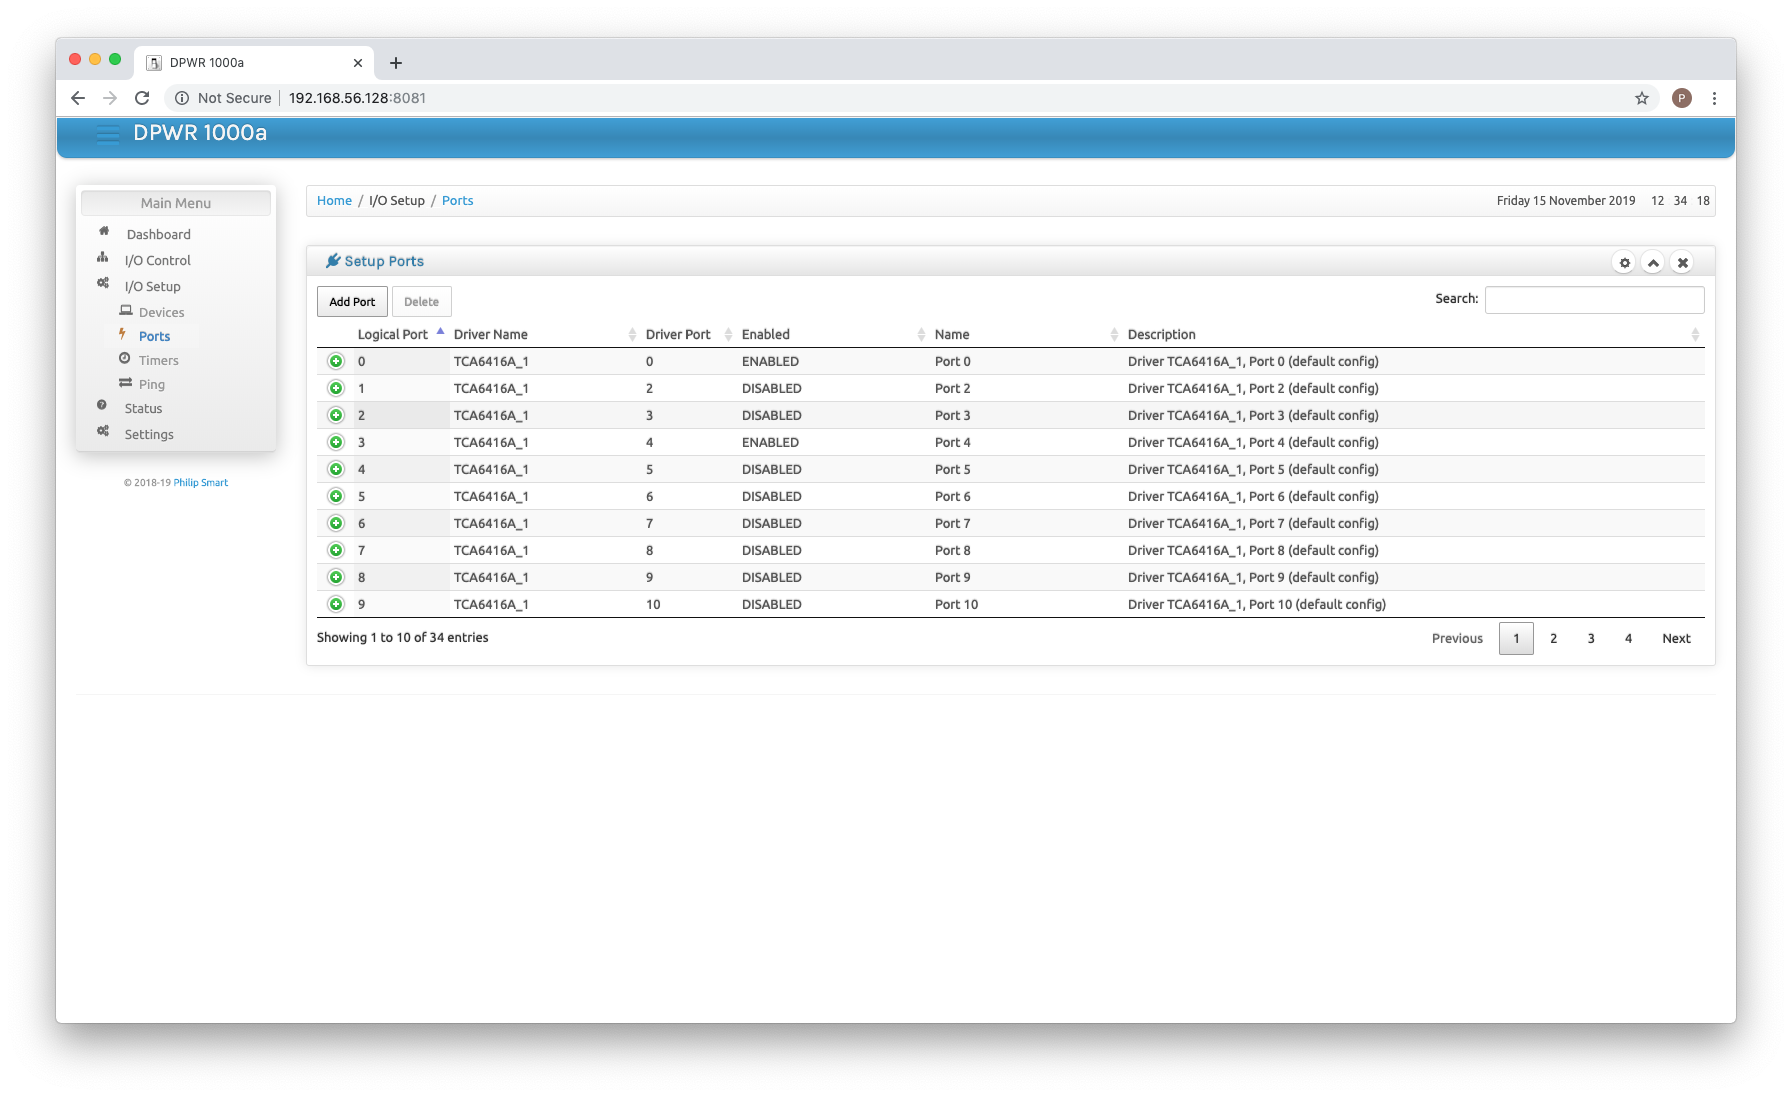 DPWR 1000a
Not Secure 192.168.56.128:8081
P
DPWR 1000a
Main Menu
Dashboard
I/O Control
I/O Setup
Devices
Ports
Timers
Ping
Status
Settings
© 2018-19 Philip Smart
Home / I/O Setup / Ports
Friday 15 November 2019 12 34 18
Setup Ports
Add Port Delete Search:
Logical Port Driver Name Driver Port Enabled Name Description
0 TCA6416A_1 0 ENABLED Port 0 Driver TCA6416A_1, Port 0 (default config)
1 TCA6416A_1 2 DISABLED Port 2 Driver TCA6416A_1, Port 2 (default config)
2 TCA6416A_1 3 DISABLED Port 3 Driver TCA6416A_1, Port 3 (default config)
3 TCA6416A_1 4 ENABLED Port 4 Driver TCA6416A_1, Port 4 (default config)
4 TCA6416A_1 5 DISABLED Port 5 Driver TCA6416A_1, Port 5 (default config)
5 TCA6416A_1 6 DISABLED Port 6 Driver TCA6416A_1, Port 6 (default config)
6 TCA6416A_1 7 DISABLED Port 7 Driver TCA6416A_1, Port 7 (default config)
7 TCA6416A_1 8 DISABLED Port 8 Driver TCA6416A_1, Port 8 (default config)
8 TCA6416A_1 9 DISABLED Port 9 Driver TCA6416A_1, Port 9 (default config)
9 TCA6416A_1 10 DISABLED Port 10 Driver TCA6416A_1, Port 10 (default config)
Showing 1 to 10 of 34 entries
Previous 1 2 3 4 Next